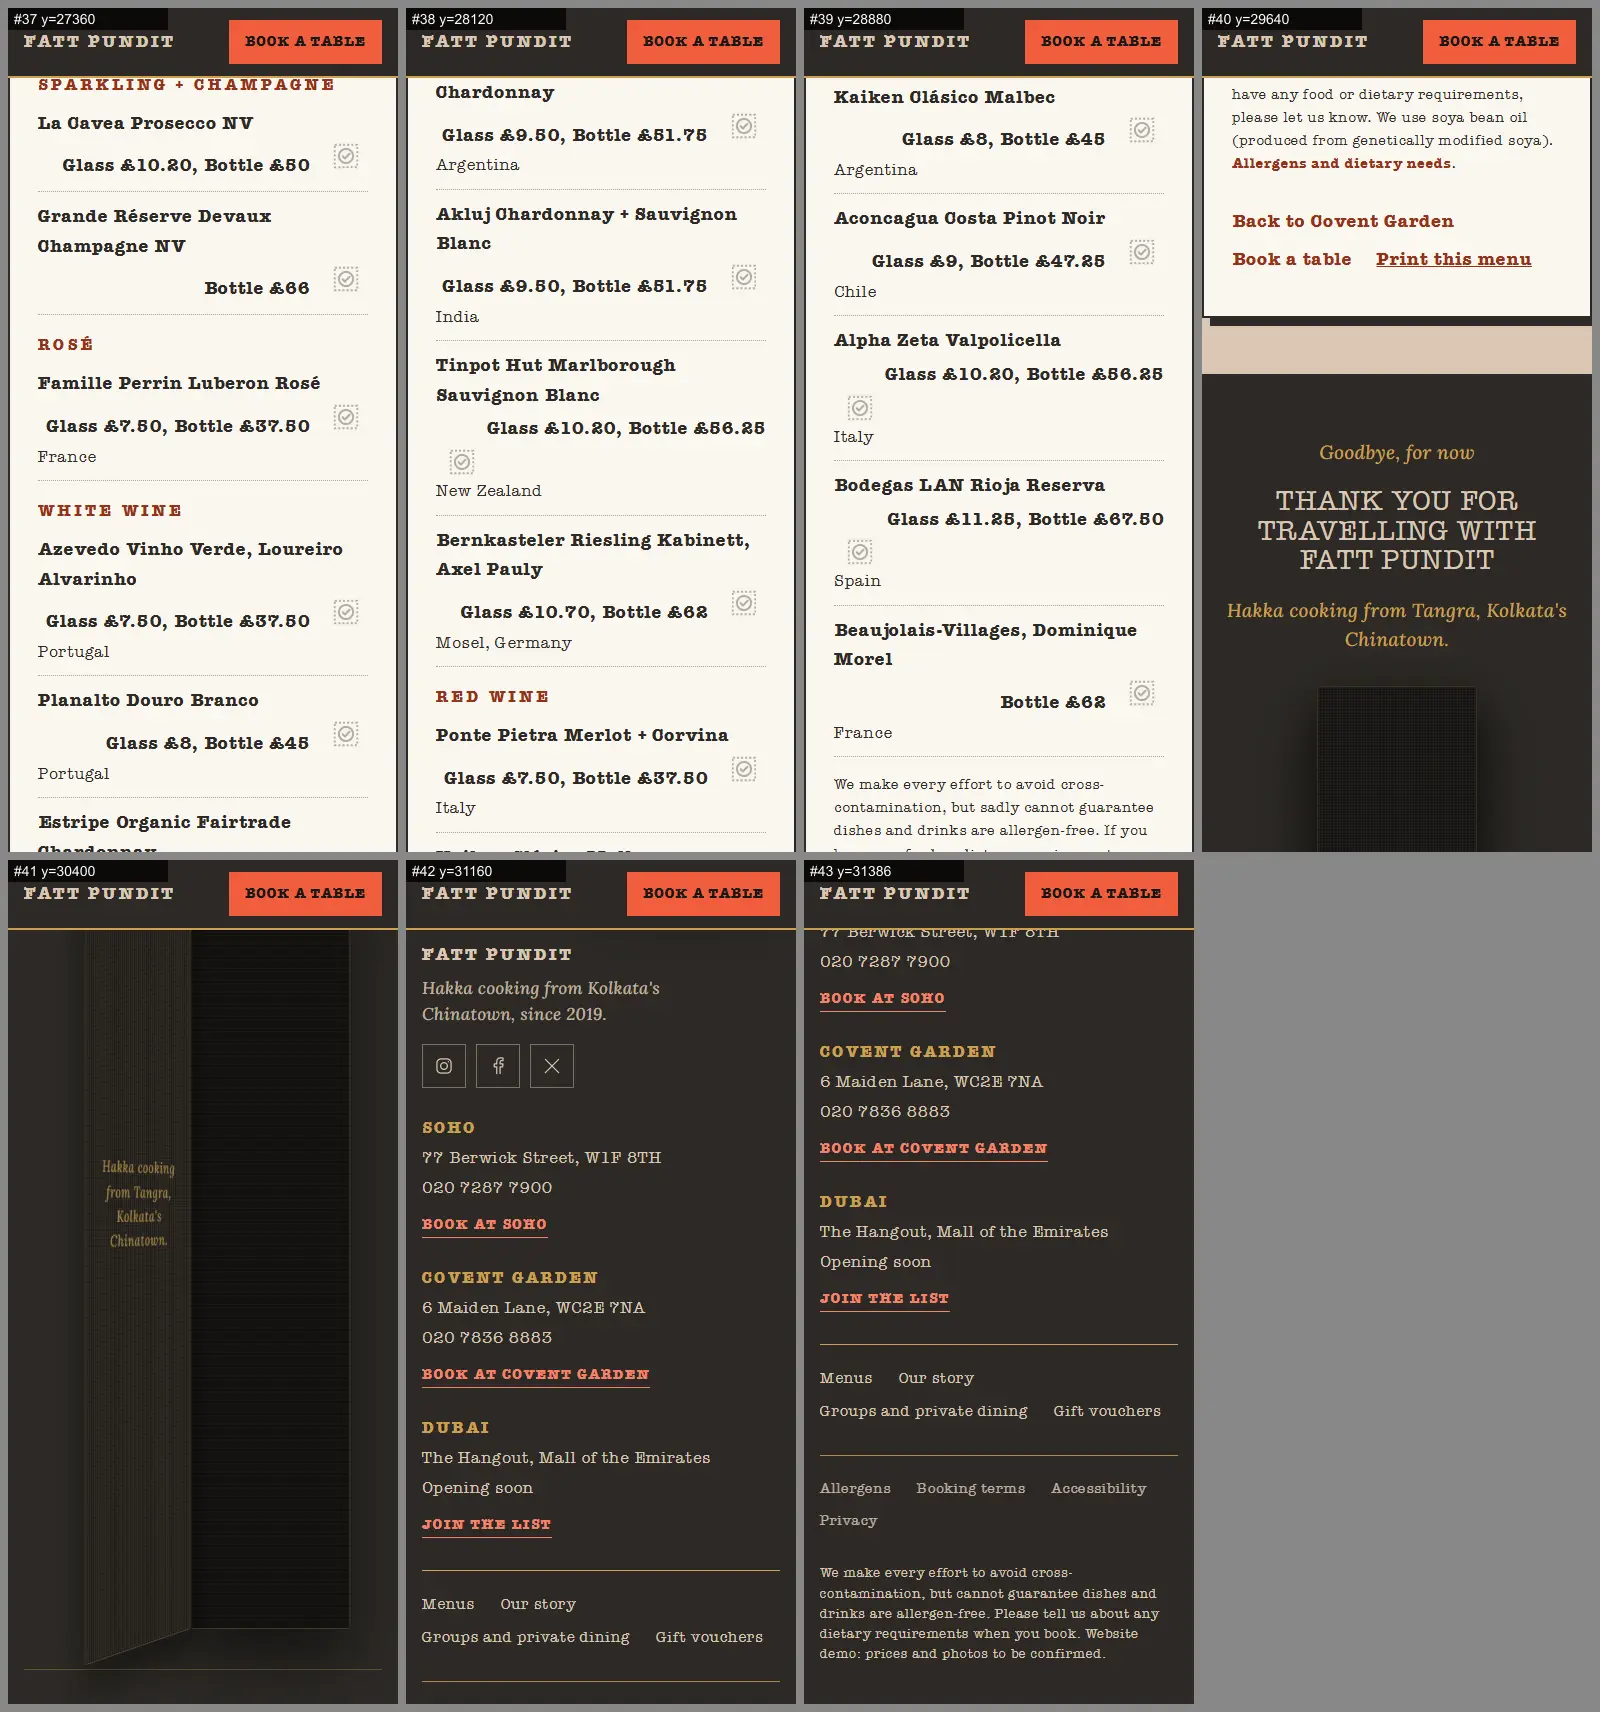 #37 y=27360
FATT PUNDIT
BOOK A TABLE
SPARKLING + CHAMPAGNE
La Cavea Prosecco NV
Glass £10.20, Bottle £50
Grande Réserve Devaux
Champagne NV
Bottle £66
ROSÉ
Famille Perrin Luberon Rosé
Glass £7.50, Bottle £37.50
France
WHITE WINE
Azevedo Vinho Verde, Loureiro
Alvarinho
Glass £7.50, Bottle £37.50
Portugal
Planalto Douro Branco
Glass £8, Bottle £45
Portugal
Estripe Organic Fairtrade
Chardonnay
#38 y=28120
FATT PUNDIT
BOOK A TABLE
Chardonnay
Glass £9.50, Bottle £51.75
Argentina
Akluj Chardonnay + Sauvignon
Blanc
Glass £9.50, Bottle £51.75
India
Tinpot Hut Marlborough
Sauvignon Blanc
Glass £10.20, Bottle £56.25
New Zealand
Bernkasteler Riesling Kabinett,
Axel Pauly
Glass £10.70, Bottle £62
Mosel, Germany
RED WINE
Ponte Pietra Merlot + Corvina
Glass £7.50, Bottle £37.50
Italy
#39 y=28880
FATT PUNDIT
BOOK A TABLE
Kaiken Clásico Malbec
Glass £8, Bottle £45
Argentina
Aconcagua Costa Pinot Noir
Glass £9, Bottle £47.25
Chile
Alpha Zeta Valpolicella
Glass £10.20, Bottle £56.25
Italy
Bodegas LAN Rioja Reserva
Glass £11.25, Bottle £67.50
Spain
Beaujolais-Villages, Dominique
Morel
Bottle £62
France
We make every effort to avoid cross-
contamination, but sadly cannot guarantee
dishes and drinks are allergen-free. If you
#40 y=29640
FATT PUNDIT
BOOK A TABLE
have any food or dietary requirements,
please let us know. We use soya bean oil
(produced from genetically modified soya).
Allergens and dietary needs.
Back to Covent Garden
Book a table Print this menu
Goodbye, for now
THANK YOU FOR
TRAVELLING WITH
FATT PUNDIT
Hakka cooking from Tangra, Kolkata's
Chinatown.
#41 y=30400
FATT PUNDIT
BOOK A TABLE
Hakka cooking
from Tangra,
Kolkata's
Chinatown.
#42 y=31160
FATT PUNDIT
BOOK A TABLE
FATT PUNDIT
Hakka cooking from Kolkata's
Chinatown, since 2019.
SOHO
77 Berwick Street, W1F 8TH
020 7287 7900
BOOK AT SOHO
COVENT GARDEN
6 Maiden Lane, WC2E 7NA
020 7836 8883
BOOK AT COVENT GARDEN
DUBAI
The Hangout, Mall of the Emirates
Opening soon
JOIN THE LIST
Menus Our story
Groups and private dining Gift vouchers
#43 y=31386
FATT PUNDIT
BOOK A TABLE
77 Berwick Street, W1F 8TH
020 7287 7900
BOOK AT SOHO
COVENT GARDEN
6 Maiden Lane, WC2E 7NA
020 7836 8883
BOOK AT COVENT GARDEN
DUBAI
The Hangout, Mall of the Emirates
Opening soon
JOIN THE LIST
Menus Our story
Groups and private dining Gift vouchers
Allergens Booking terms Accessibility
Privacy
We make every effort to avoid cross-
contamination, but cannot guarantee dishes and
drinks are allergen-free. Please tell us about any
dietary requirements when you book. Website
demo: prices and photos to be confirmed.